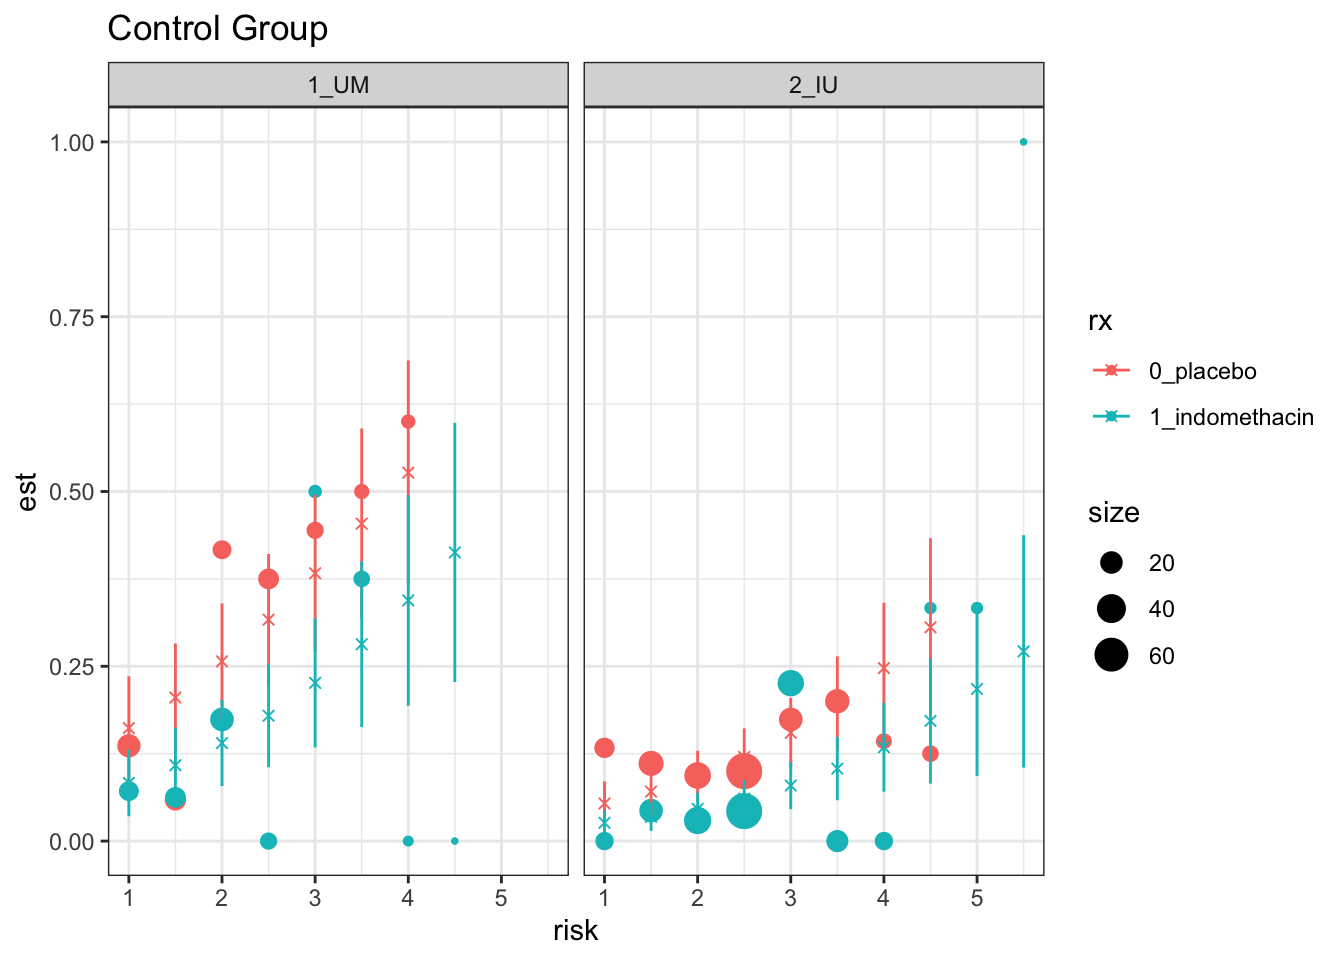 Control Group
1_UM
2_IU
1.00
0.75
0.50
0.25
0.00
est
1 2 3 4 5
1 2 3 4 5
risk
rx
0_placebo
1_indomethacin
size
20
40
60